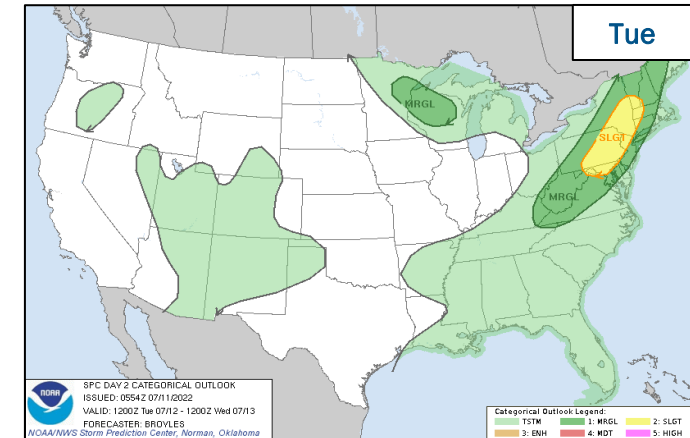 Tue
MRGL
SLGT
MRGL
NOAA
SPC DAY 2 CATEGORICAL OUTLOOK
ISSUED: 0554Z 07/11/2022
VALID: 1200Z Tue 07/12 - 1200Z Wed 07/13
FORECASTER: BROYLES
NOAA/NWS Storm Prediction Center, Norman, Oklahoma
Categorical Outlook Legend:
TSTM 1: MRGL 2: SLGT
3: ENH 4: MDT 5: HIGH